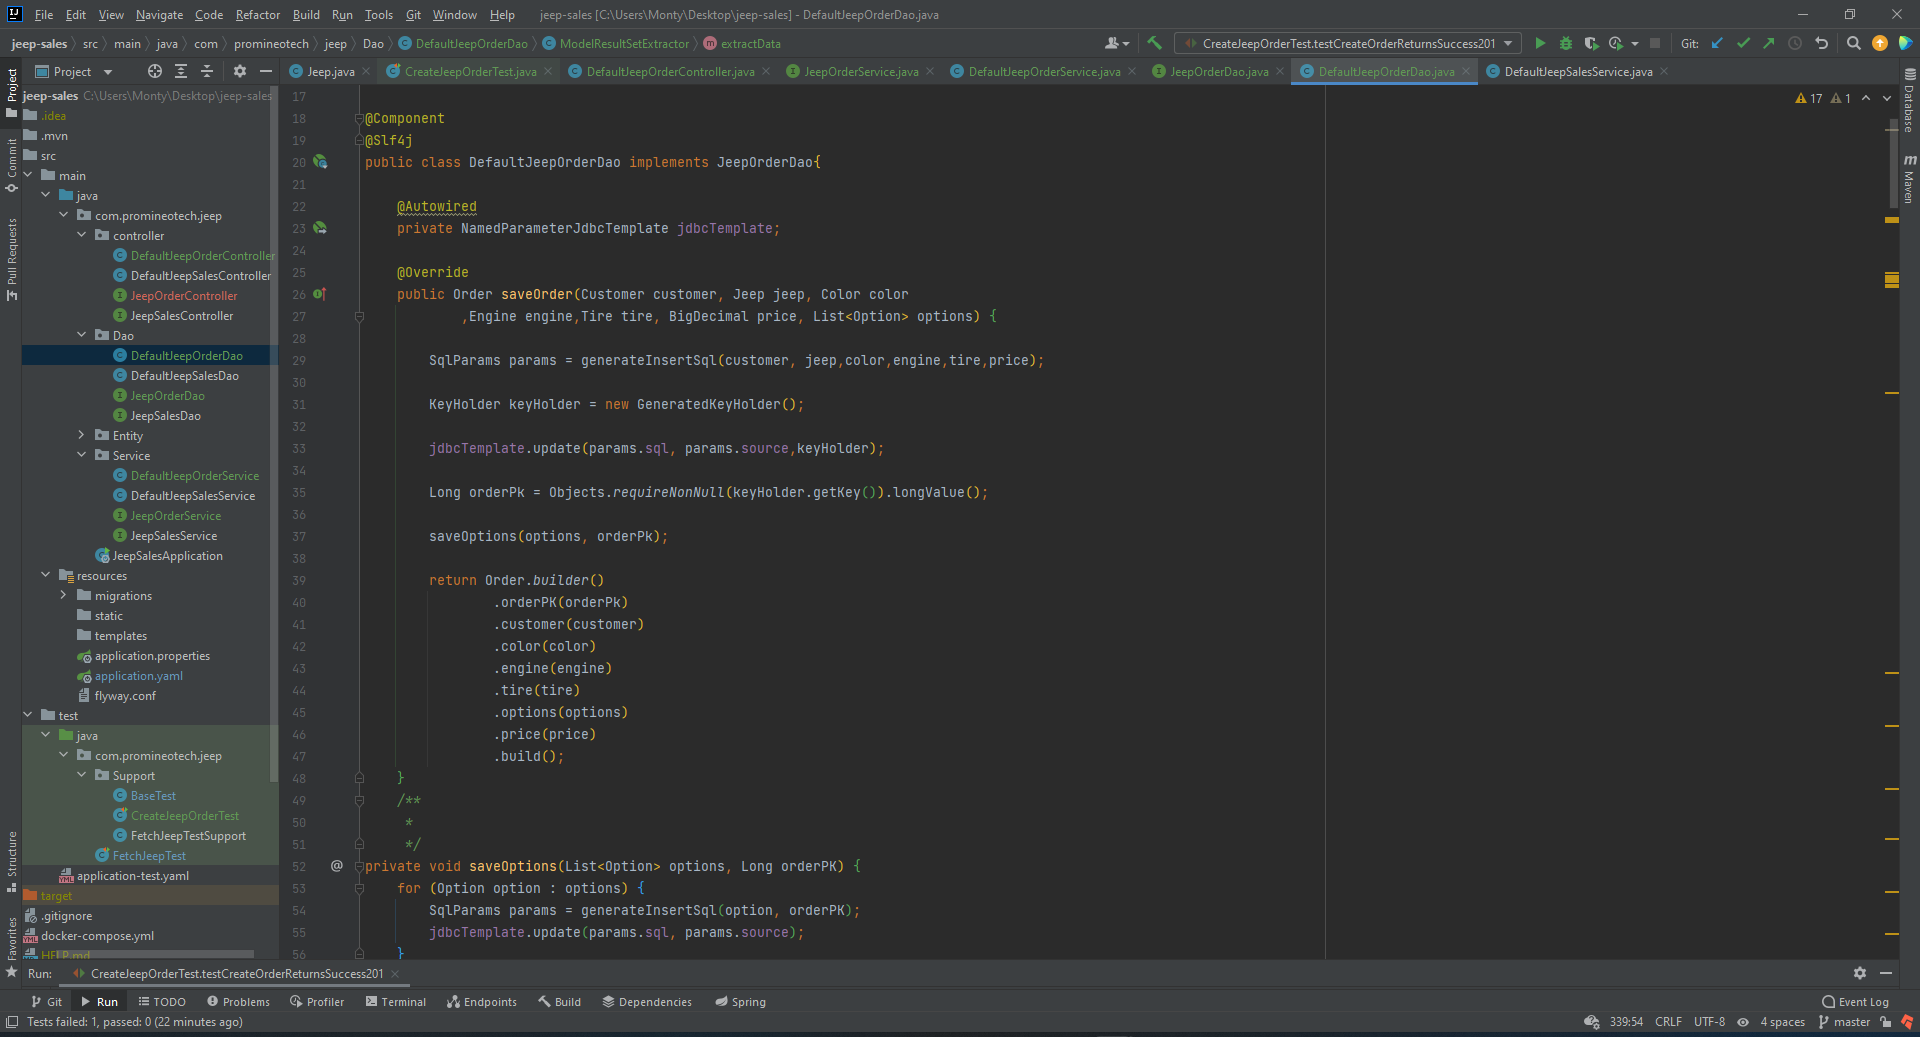 File Edit View Navigate Code Refactor Build Run Tools Git Window Help jeep-sales [C:\Users\Monty\Desktop\jeep-sales] - DefaultJeepOrderDao.java
jeep-sales src main java com promineotech jeep Dao DefaultJeepOrderDao ModelResultSetExtractor extractData CreateJeepOrderTest.testCreateOrderReturnsSuccess201 Git:
Project Jeep.java CreateJeepOrderTest.java DefaultJeepOrderController.java JeepOrderService.java DefaultJeepOrderService.java JeepOrderDao.java DefaultJeepOrderDao.java DefaultJeepSalesService.java
Project
Commit
Pull Request
Structure
Favorites
jeep-sales C:\Users\Monty\Desktop\jeep-sales
.idea
.mvn
src
main
java
com.promineotech.jeep
controller
DefaultJeepOrderController
DefaultJeepSalesController
JeepOrderController
JeepSalesController
Dao
DefaultJeepOrderDao
DefaultJeepSalesDao
JeepOrderDao
JeepSalesDao
Entity
Service
DefaultJeepOrderService
DefaultJeepSalesService
JeepOrderService
JeepSalesService
JeepSalesApplication
resources
migrations
static
templates
application.properties
application.yaml
flyway.conf
test
java
com.promineotech.jeep
Support
BaseTest
CreateJeepOrderTest
FetchJeepTestSupport
FetchJeepTest
application-test.yaml
target
.gitignore
docker-compose.yml
HELP.md
17
18 @Component
19 @Slf4j
20 public class DefaultJeepOrderDao implements JeepOrderDao{
21
22 @Autowired
23 private NamedParameterJdbcTemplate jdbcTemplate;
24
25 @Override
26 public Order saveOrder(Customer customer, Jeep jeep, Color color
27 ,Engine engine,Tire tire, BigDecimal price, List<Option> options) {
28
29 SqlParams params = generateInsertSql(customer, jeep,color,engine,tire,price);
30
31 KeyHolder keyHolder = new GeneratedKeyHolder();
32
33 jdbcTemplate.update(params.sql, params.source,keyHolder);
34
35 Long orderPk = Objects.requireNonNull(keyHolder.getKey()).longValue();
36
37 saveOptions(options, orderPk);
38
39 return Order.builder()
40 .orderPK(orderPk)
41 .customer(customer)
42 .color(color)
43 .engine(engine)
44 .tire(tire)
45 .options(options)
46 .price(price)
47 .build();
48 }
49 /**
50 *
51 */
52 @ private void saveOptions(List<Option> options, Long orderPK) {
53 for (Option option : options) {
54 SqlParams params = generateInsertSql(option, orderPK);
55 jdbcTemplate.update(params.sql, params.source);
56 }
17 1
Database
m Maven
Run: CreateJeepOrderTest.testCreateOrderReturnsSuccess201
Git Run TODO Problems Profiler Terminal Endpoints Build Dependencies Spring Event Log
Tests failed: 1, passed: 0 (22 minutes ago) 339:54 CRLF UTF-8 4 spaces master